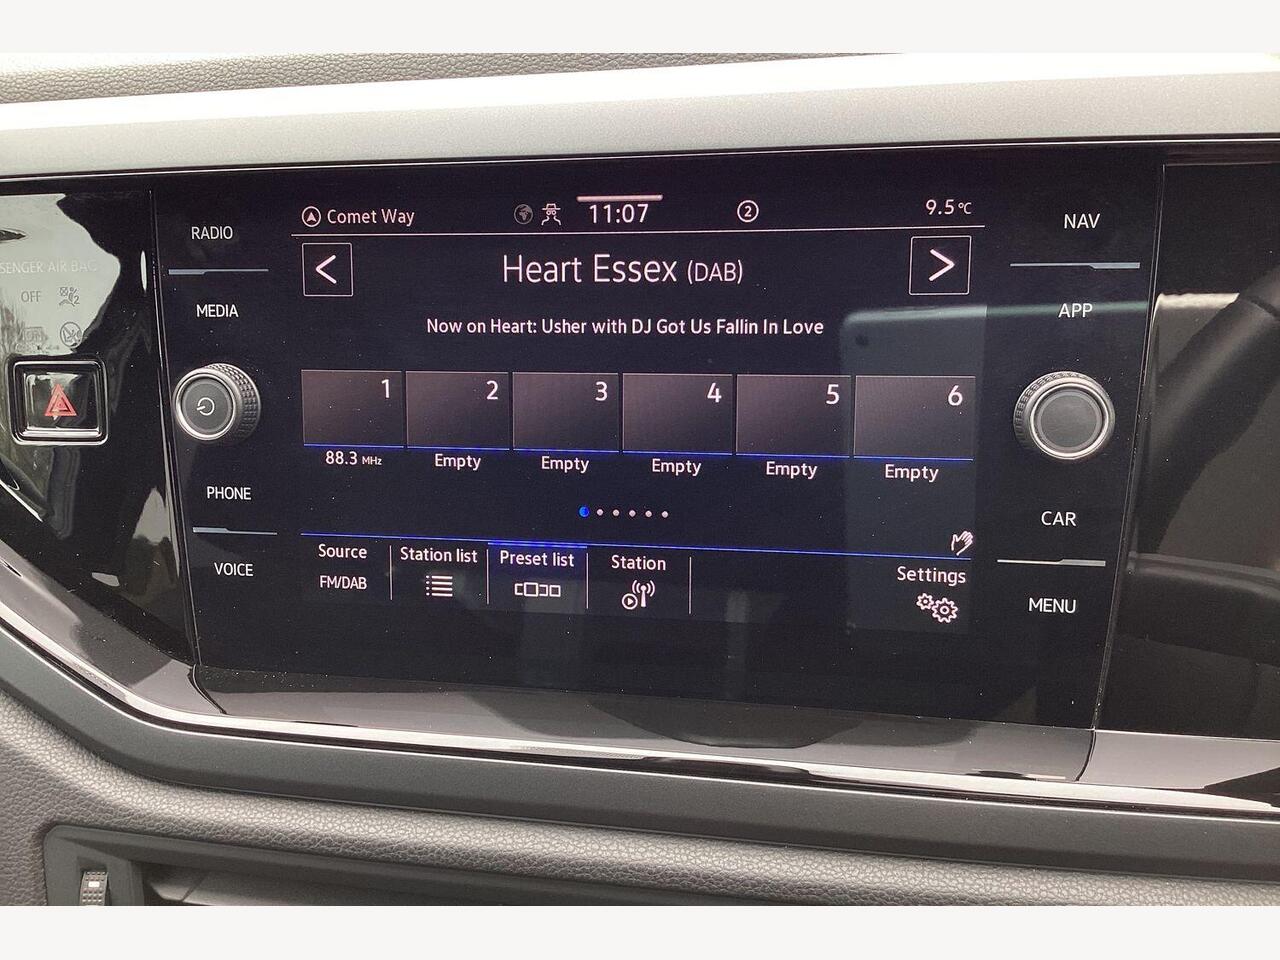 Comet Way
11:07
2
9.5°C
RADIO
NAV
Heart Essex (DAB)
MEDIA
APP
Now on Heart: Usher with DJ Got Us Fallin In Love
1 2 3 4 5 6
88.3 MHz Empty Empty Empty Empty Empty
PHONE
CAR
Source
FM/DAB
Station list
Preset list
Station
Settings
VOICE
MENU
SENGER AIR BAG
OFF
2